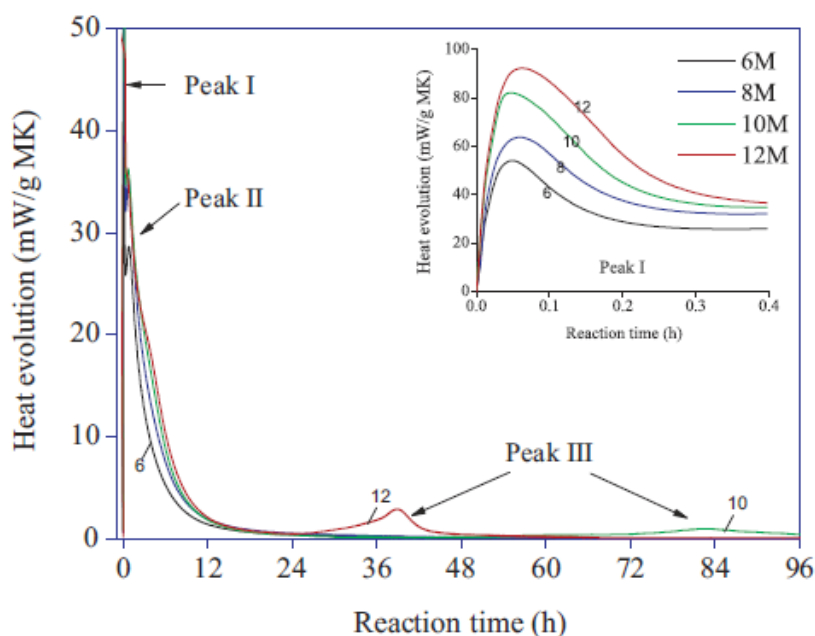 50
40
30
20
10
0
0
12
24
36
48
60
72
84
96
Heat evolution (mW/g MK)
Reaction time (h)
Peak I
Peak II
Peak III
6
12
10
100
80
60
40
20
0
0.0
0.1
0.2
0.3
0.4
Heat evolution (mW/g MK)
Reaction time (h)
Peak I
12
10
8
6
6M
8M
10M
12M